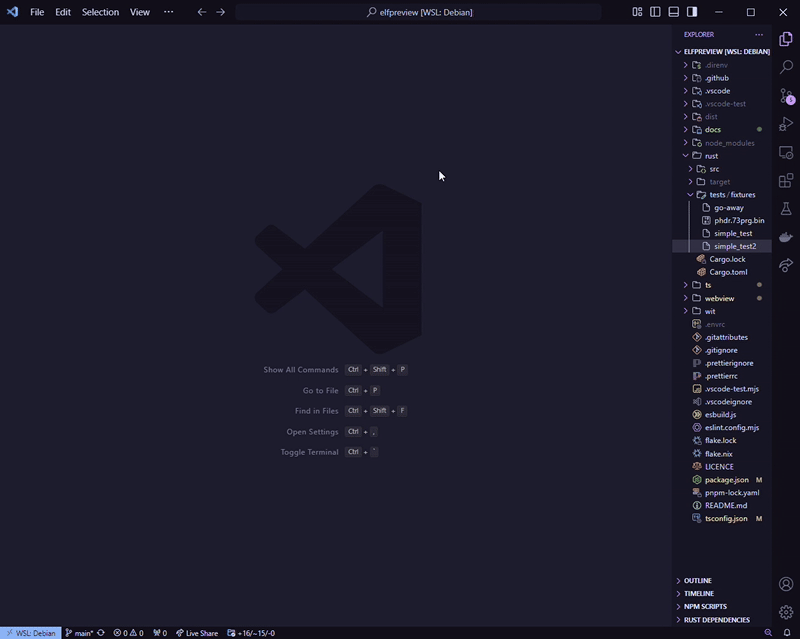 File Edit Selection View ···
elfpreview [WSL: Debian]
EXPLORER ···
ELFPREVIEW [WSL: DEBIAN]
.direnv
.github
.vscode
.vscode-test
dist
docs
node_modules
rust
src
target
tests / fixtures
go-away
phdr.73prg.bin
simple_test
simple_test2
Cargo.lock
Cargo.toml
ts
webview
wit
.envrc
.gitattributes
.gitignore
.prettierignore
.prettierrc
.vscode-test.mjs
.vscodeignore
esbuild.js
eslint.config.mjs
flake.lock
flake.nix
LICENCE
package.json M
pnpm-lock.yaml
README.md
tsconfig.json M
OUTLINE
TIMELINE
NPM SCRIPTS
RUST DEPENDENCIES
1
Show All Commands Ctrl + Shift + P
Go to File Ctrl + P
Find in Files Ctrl + Shift + F
Open Settings Ctrl + ,
Toggle Terminal Ctrl + `
WSL: Debian main* 0 0 0 Live Share +16/~15/-0